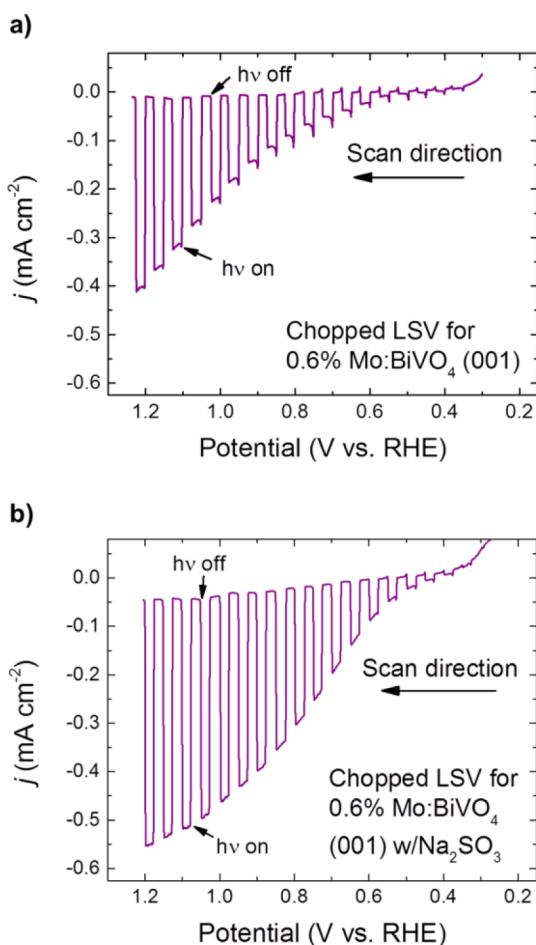 a)
hν off
0.0
-0.1
-0.2
-0.3
-0.4
-0.5
-0.6
j (mA cm⁻²)
Scan direction
hν on
Chopped LSV for
0.6% Mo:BiVO₄ (001)
1.2 1.0 0.8 0.6 0.4 0.2
Potential (V vs. RHE)
b)
hν off
0.0
-0.1
-0.2
-0.3
-0.4
-0.5
-0.6
j (mA cm⁻²)
Scan direction
hν on
Chopped LSV for
0.6% Mo:BiVO₄
(001) w/Na₂SO₃
1.2 1.0 0.8 0.6 0.4 0.2
Potential (V vs. RHE)